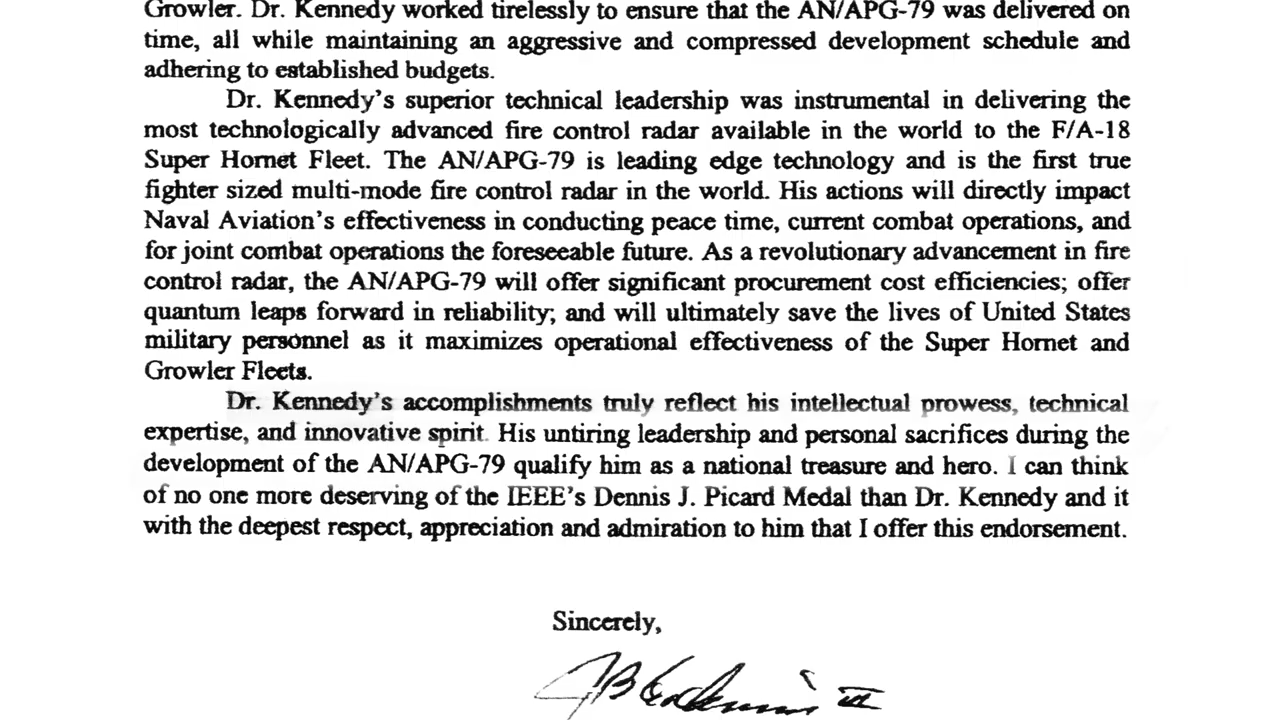 Growler. Dr. Kennedy worked tirelessly to ensure that the AN/APG-79 was delivered on
time, all while maintaining an aggressive and compressed development schedule and
adhering to established budgets.
Dr. Kennedy's superior technical leadership was instrumental in delivering the
most technologically advanced fire control radar available in the world to the F/A-18
Super Hornet Fleet. The AN/APG-79 is leading edge technology and is the first true
fighter sized multi-mode fire control radar in the world. His actions will directly impact
Naval Aviation's effectiveness in conducting peace time, current combat operations, and
for joint combat operations the foreseeable future. As a revolutionary advancement in fire
control radar, the AN/APG-79 will offer significant procurement cost efficiencies; offer
quantum leaps forward in reliability; and will ultimately save the lives of United States
military personnel as it maximizes operational effectiveness of the Super Hornet and
Growler Fleets.
Dr. Kennedy's accomplishments truly reflect his intellectual prowess, technical
expertise, and innovative spirit. His untiring leadership and personal sacrifices during the
development of the AN/APG-79 qualify him as a national treasure and hero. I can think
of no one more deserving of the IEEE's Dennis J. Picard Medal than Dr. Kennedy and it
with the deepest respect, appreciation and admiration to him that I offer this endorsement.
Sincerely,